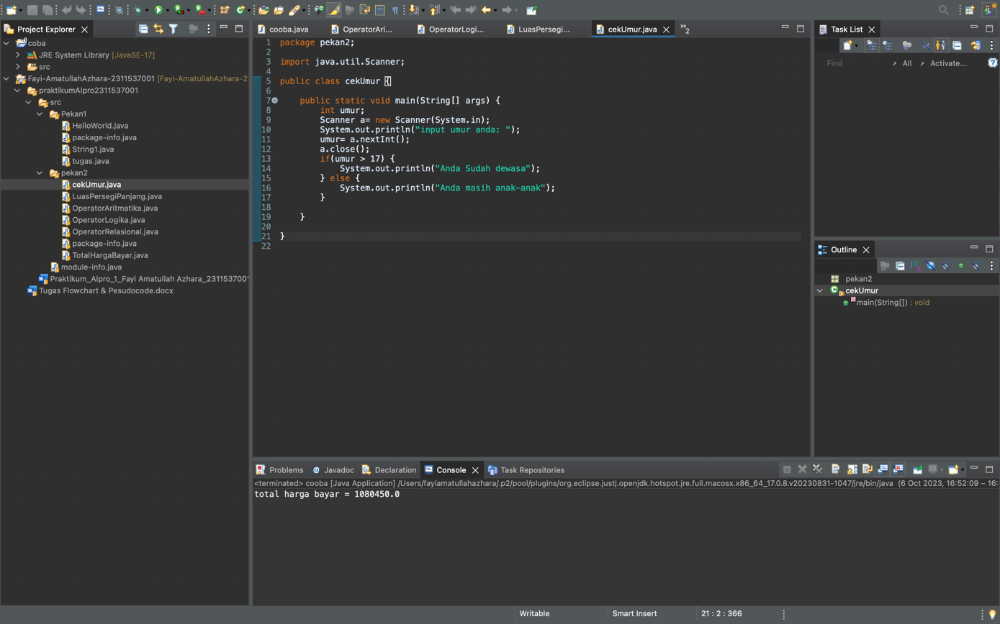 Project Explorer
coba
JRE System Library [JavaSE-17]
src
Fayi-AmatullahAzhara-2311537001 [Fayi-AmatullahAzhara-2
praktikumAlpro2311537001
src
Pekan1
HelloWorld.java
package-info.java
String1.java
tugas.java
pekan2
cekUmur.java
LuasPersegiPanjang.java
OperatorAritmatika.java
OperatorLogika.java
OperatorRelasional.java
package-info.java
TotalHargaBayar.java
module-info.java
Praktikum_Alpro_1_Fayi Amatullah Azhara_2311537001
Tugas Flowchart & Pesudocode.docx
cooba.java OperatorAri... OperatorLogi... LuasPersegi... cekUmur.java »2
1 package pekan2;
2
3 import java.util.Scanner;
4
5 public class cekUmur {
6
7 public static void main(String[] args) {
8 int umur;
9 Scanner a= new Scanner(System.in);
10 System.out.println("input umur anda: ");
11 umur= a.nextInt();
12 a.close();
13 if(umur > 17) {
14 System.out.println("Anda Sudah dewasa");
15 } else {
16 System.out.println("Anda masih anak-anak");
17 }
18
19 }
20
21 }
22
Task List
Find All Activate...
Outline
pekan2
cekUmur
main(String[]) : void
Problems Javadoc Declaration Console Task Repositories
<terminated> cooba [Java Application] /Users/fayiamatullahazhara/.p2/pool/plugins/org.eclipse.justj.openjdk.hotspot.jre.full.macosx.x86_64_17.0.8.v20230831-1047/jre/bin/java (6 Oct 2023, 16:52:09 – 16:
total harga bayar = 1080450.0
Writable Smart Insert 21 : 2 : 366